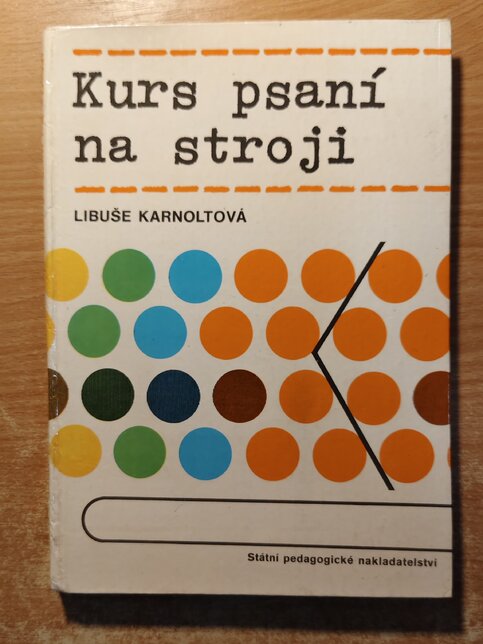 Kurs psaní
na stroji
LIBUŠE KARNOLTOVÁ
Státní pedagogické nakladatelství